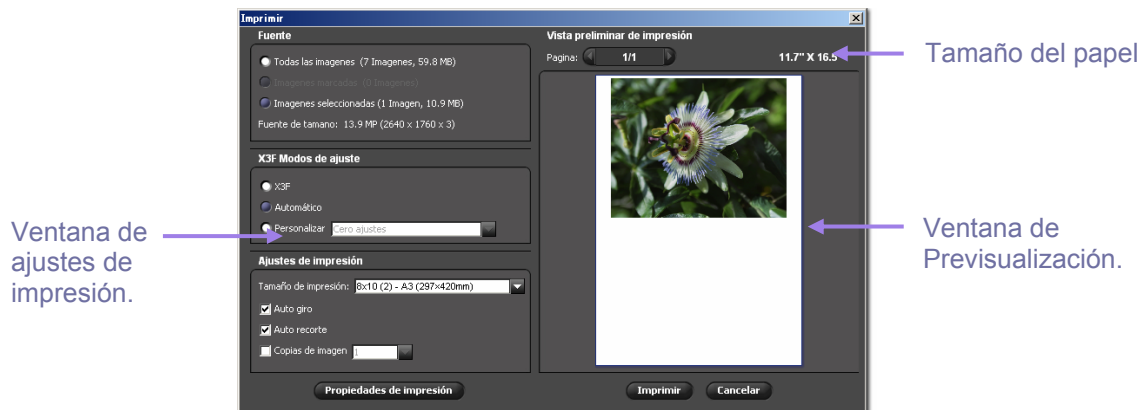 Imprimir
Fuente
Todas las imagenes (7 Imagenes, 59.8 MB)
Imagenes marcadas (0 Imagenes)
Imagenes seleccionadas (1 Imagen, 10.9 MB)
Fuente de tamano: 13.9 MP (2640 x 1760 x 3)
X3F Modos de ajuste
X3F
Automático
Personalizar Cero ajustes
Ajustes de impresión
Tamaño de impresión: 8x10 (2) - A3 (297×420mm)
Auto giro
Auto recorte
Copias de imagen 1
Propiedades de impresión
Vista preliminar de impresión
Pagina: 1/1 11.7" X 16.5
Imprimir Cancelar
Tamaño del papel
Ventana de
Previsualización.
Ventana de
ajustes de
impresión.